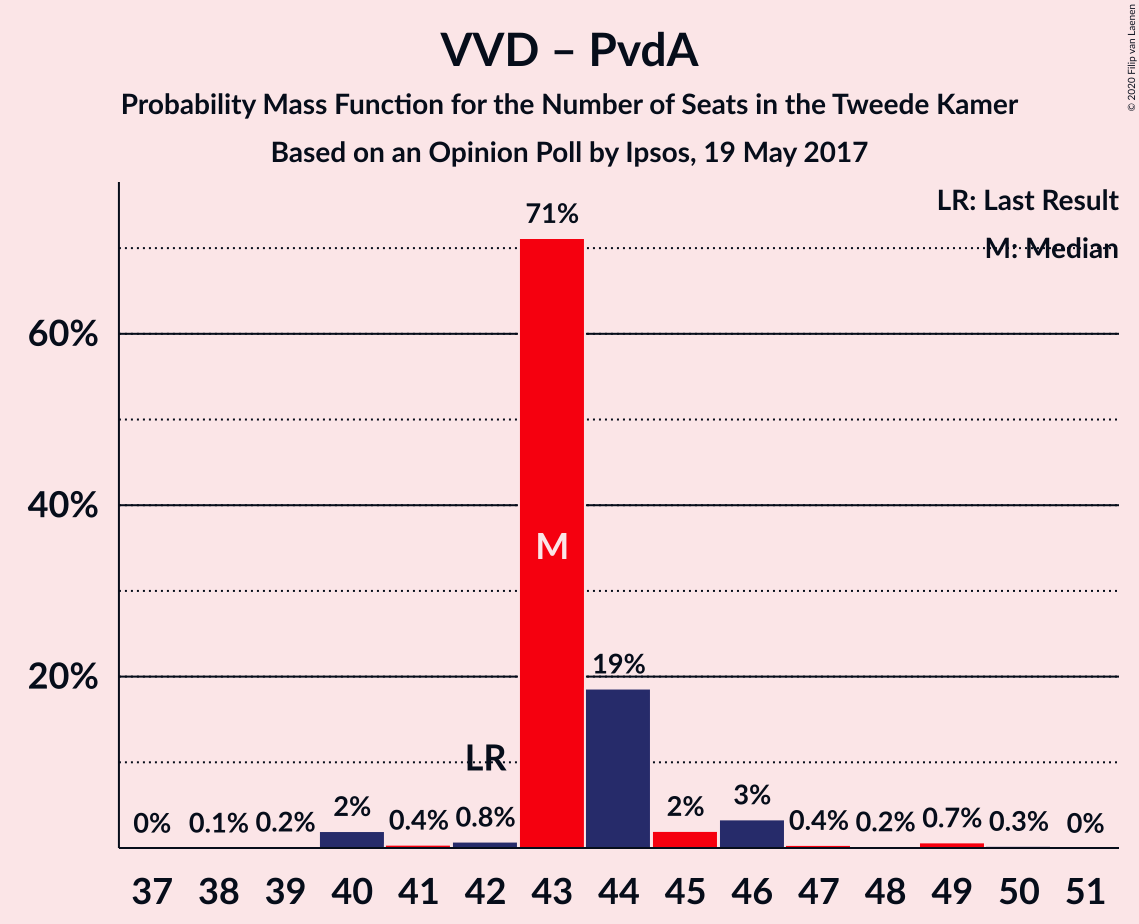 VVD – PvdA
Probability Mass Function for the Number of Seats in the Tweede Kamer
Based on an Opinion Poll by Ipsos, 19 May 2017
© 2020 Filip van Laenen
LR: Last Result
M: Median
60%
40%
20%
0%
0.1%
0.2%
2%
0.4%
0.8%
LR
71%
M
19%
2%
3%
0.4%
0.2%
0.7%
0.3%
0%
37 38 39 40 41 42 43 44 45 46 47 48 49 50 51